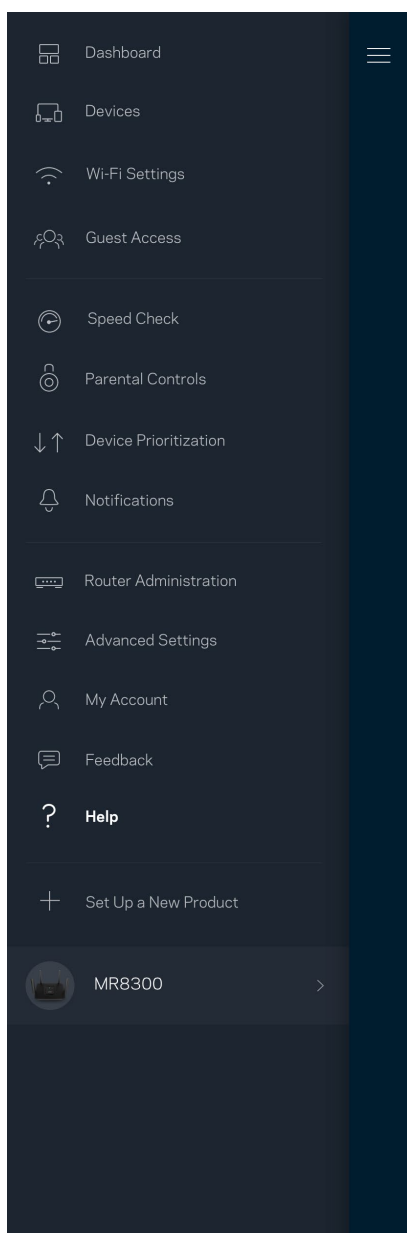 Dashboard
Devices
Wi-Fi Settings
Guest Access
Speed Check
Parental Controls
Device Prioritization
Notifications
Router Administration
Advanced Settings
My Account
Feedback
Help
Set Up a New Product
MR8300